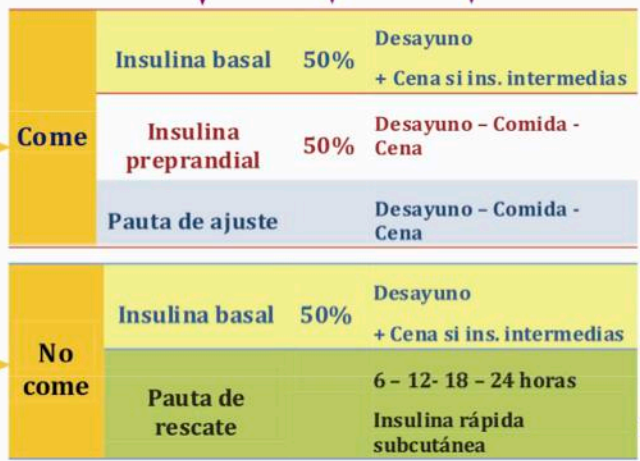 Come
Insulina basal 50% Desayuno
+ Cena si ins. intermedias
Insulina
preprandial
50%
Desayuno – Comida -
Cena
Pauta de ajuste
Desayuno – Comida -
Cena
No
come
Insulina basal 50% Desayuno
+ Cena si ins. intermedias
Pauta de
rescate
6 – 12- 18 – 24 horas
Insulina rápida
subcutánea